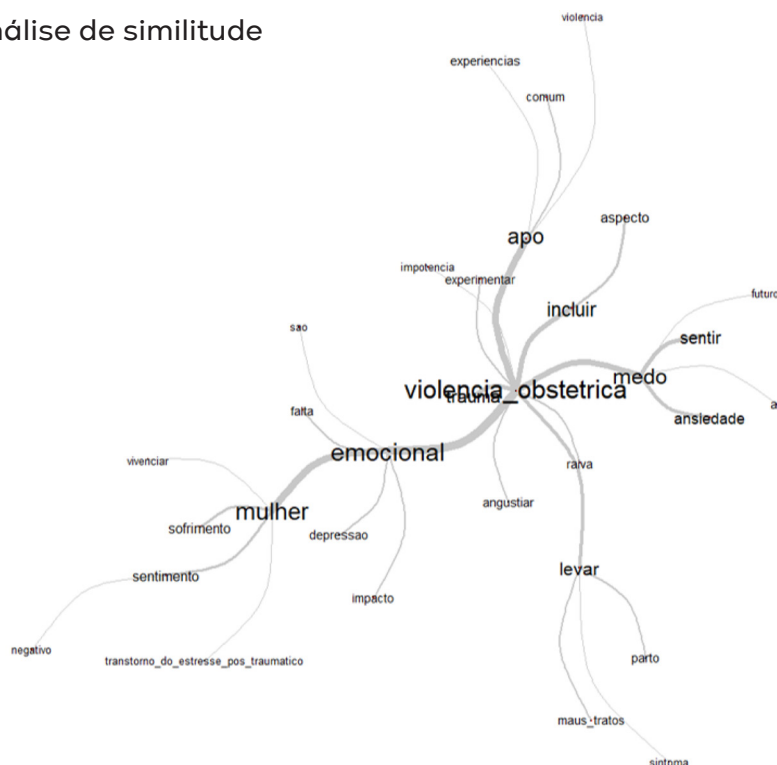 nálise de similitude
violencia
experiencias
comum
aspecto
apo
impotencia
experimentar
incluir
futuro
sentir
sao
medo
violencia_obstetrica
trauma
ansiedade
a
falta
emocional
vivenciar
raiva
angustiar
mulher
sofrimento
depressao
levar
sentimento
impacto
negativo
transtorno_do_estresse_pos_traumatico
parto
maus_tratos
sintoma